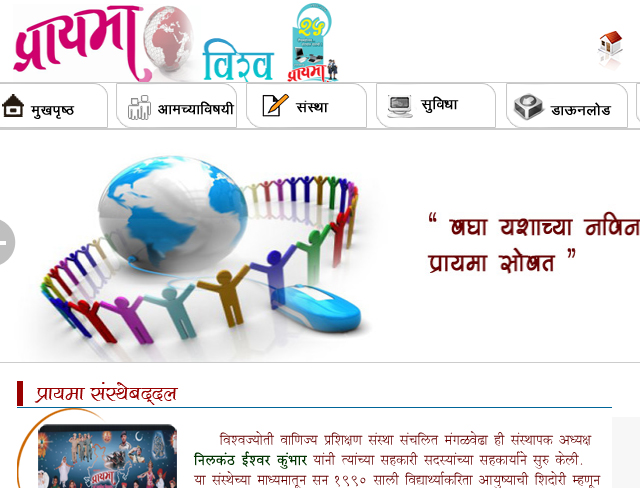 प्रायमा
विश्व
२५
प्रायमा
मुखपृष्ठ
आमच्याविषयी
संस्था
सुविधा
डाऊनलोड
“ बघा यशाच्या नविन
प्रायमा सोबत ”
प्रायमा संस्थेबद्दल
प्रायमा
विश्वज्योती वाणिज्य प्रशिक्षण संस्था संचलित मंगळवेढा ही संस्थापक अध्यक्ष
निलकंठ ईश्वर कुंभार यांनी त्यांच्या सहकारी सदस्यांच्या सहकार्याने सुरु केली.
या संस्थेच्या माध्यमातून सन १९९० साली विद्यार्थ्याकरिता आयुष्याची शिदोरी म्हणून